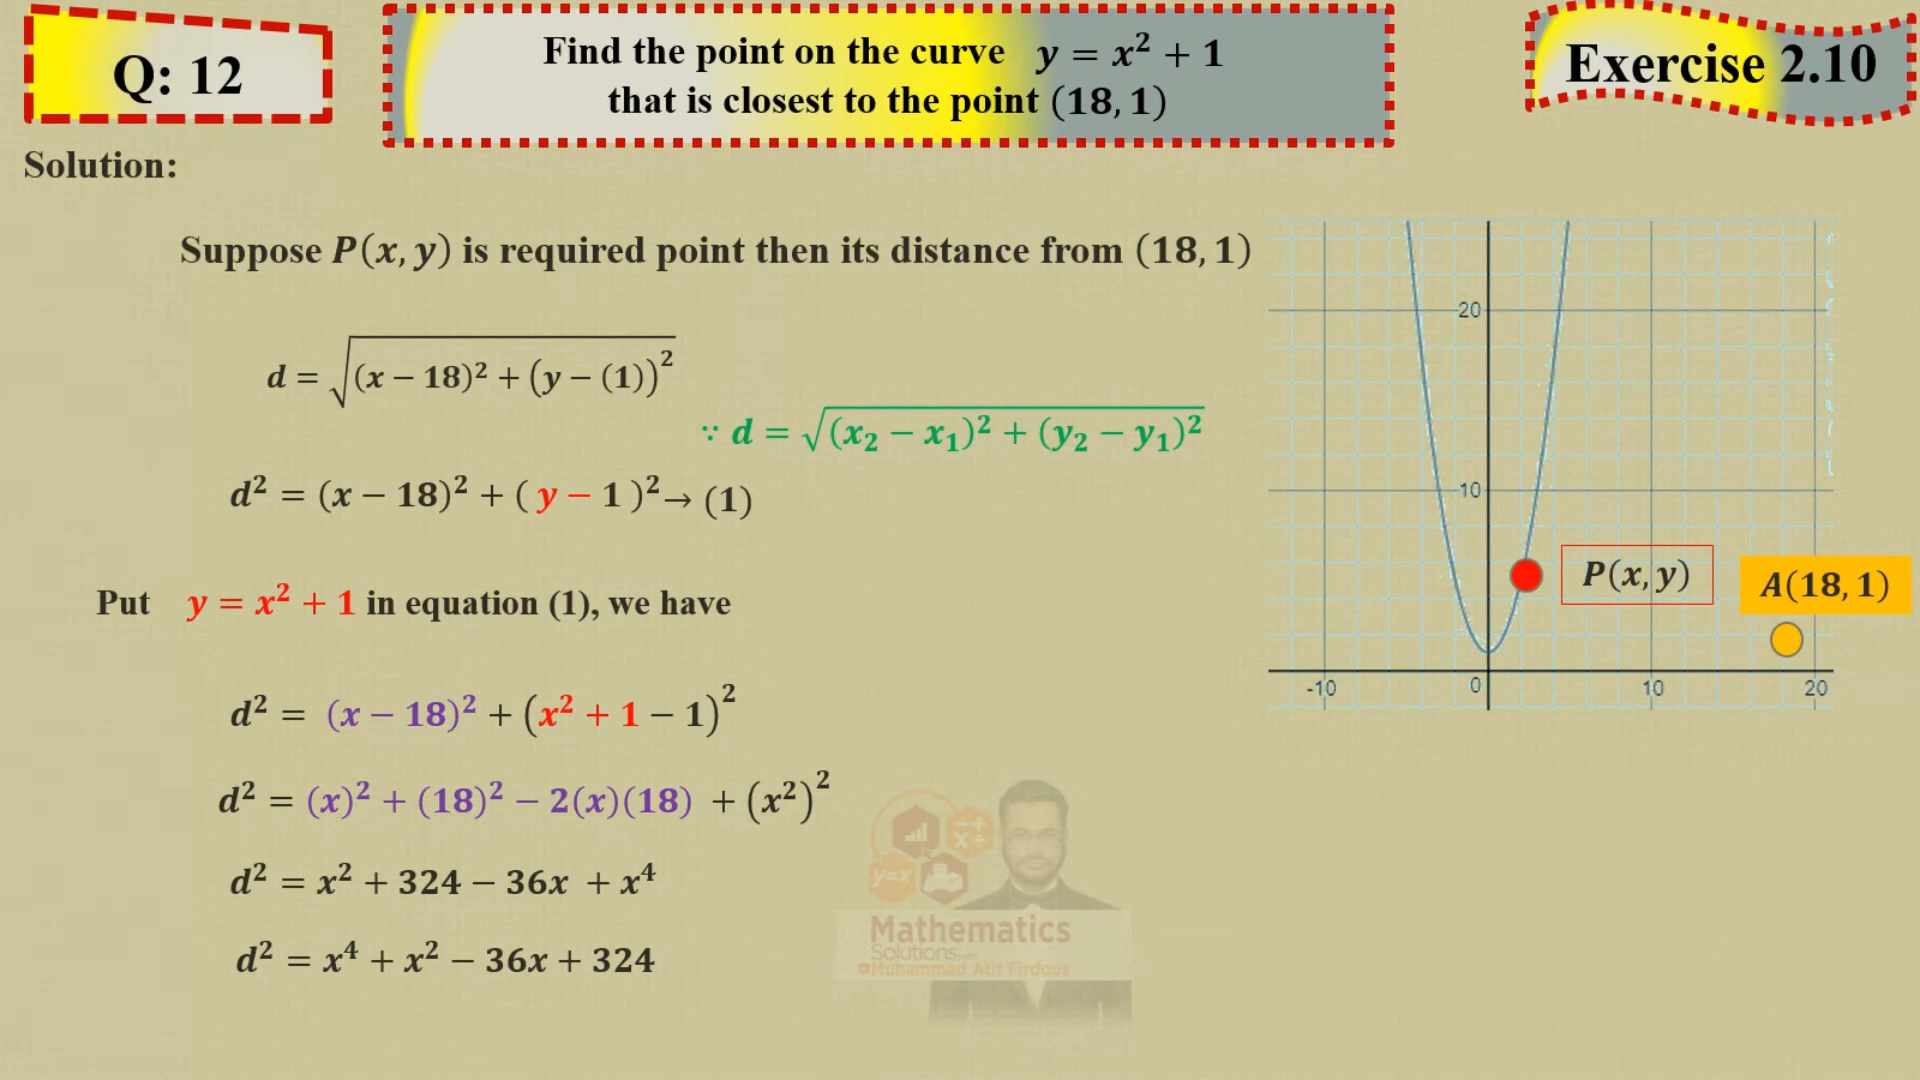 Q: 12
Find the point on the curve y = x² + 1
that is closest to the point (18, 1)
Exercise 2.10
Solution:
Suppose P(x, y) is required point then its distance from (18, 1)
d = √((x − 18)² + (y − (1))²)
∵ d = √((x₂ − x₁)² + (y₂ − y₁)²)
d² = (x − 18)² + ( y − 1 )² → (1)
Put y = x² + 1 in equation (1), we have
d² = (x − 18)² + (x² + 1 − 1)²
d² = (x)² + (18)² − 2(x)(18) + (x²)²
d² = x² + 324 − 36x + x⁴
d² = x⁴ + x² − 36x + 324
20
10
P(x, y)
A(18, 1)
-10
0
10
20
y=x
Mathematics
Solutions with
Muhammad Atif Firdous